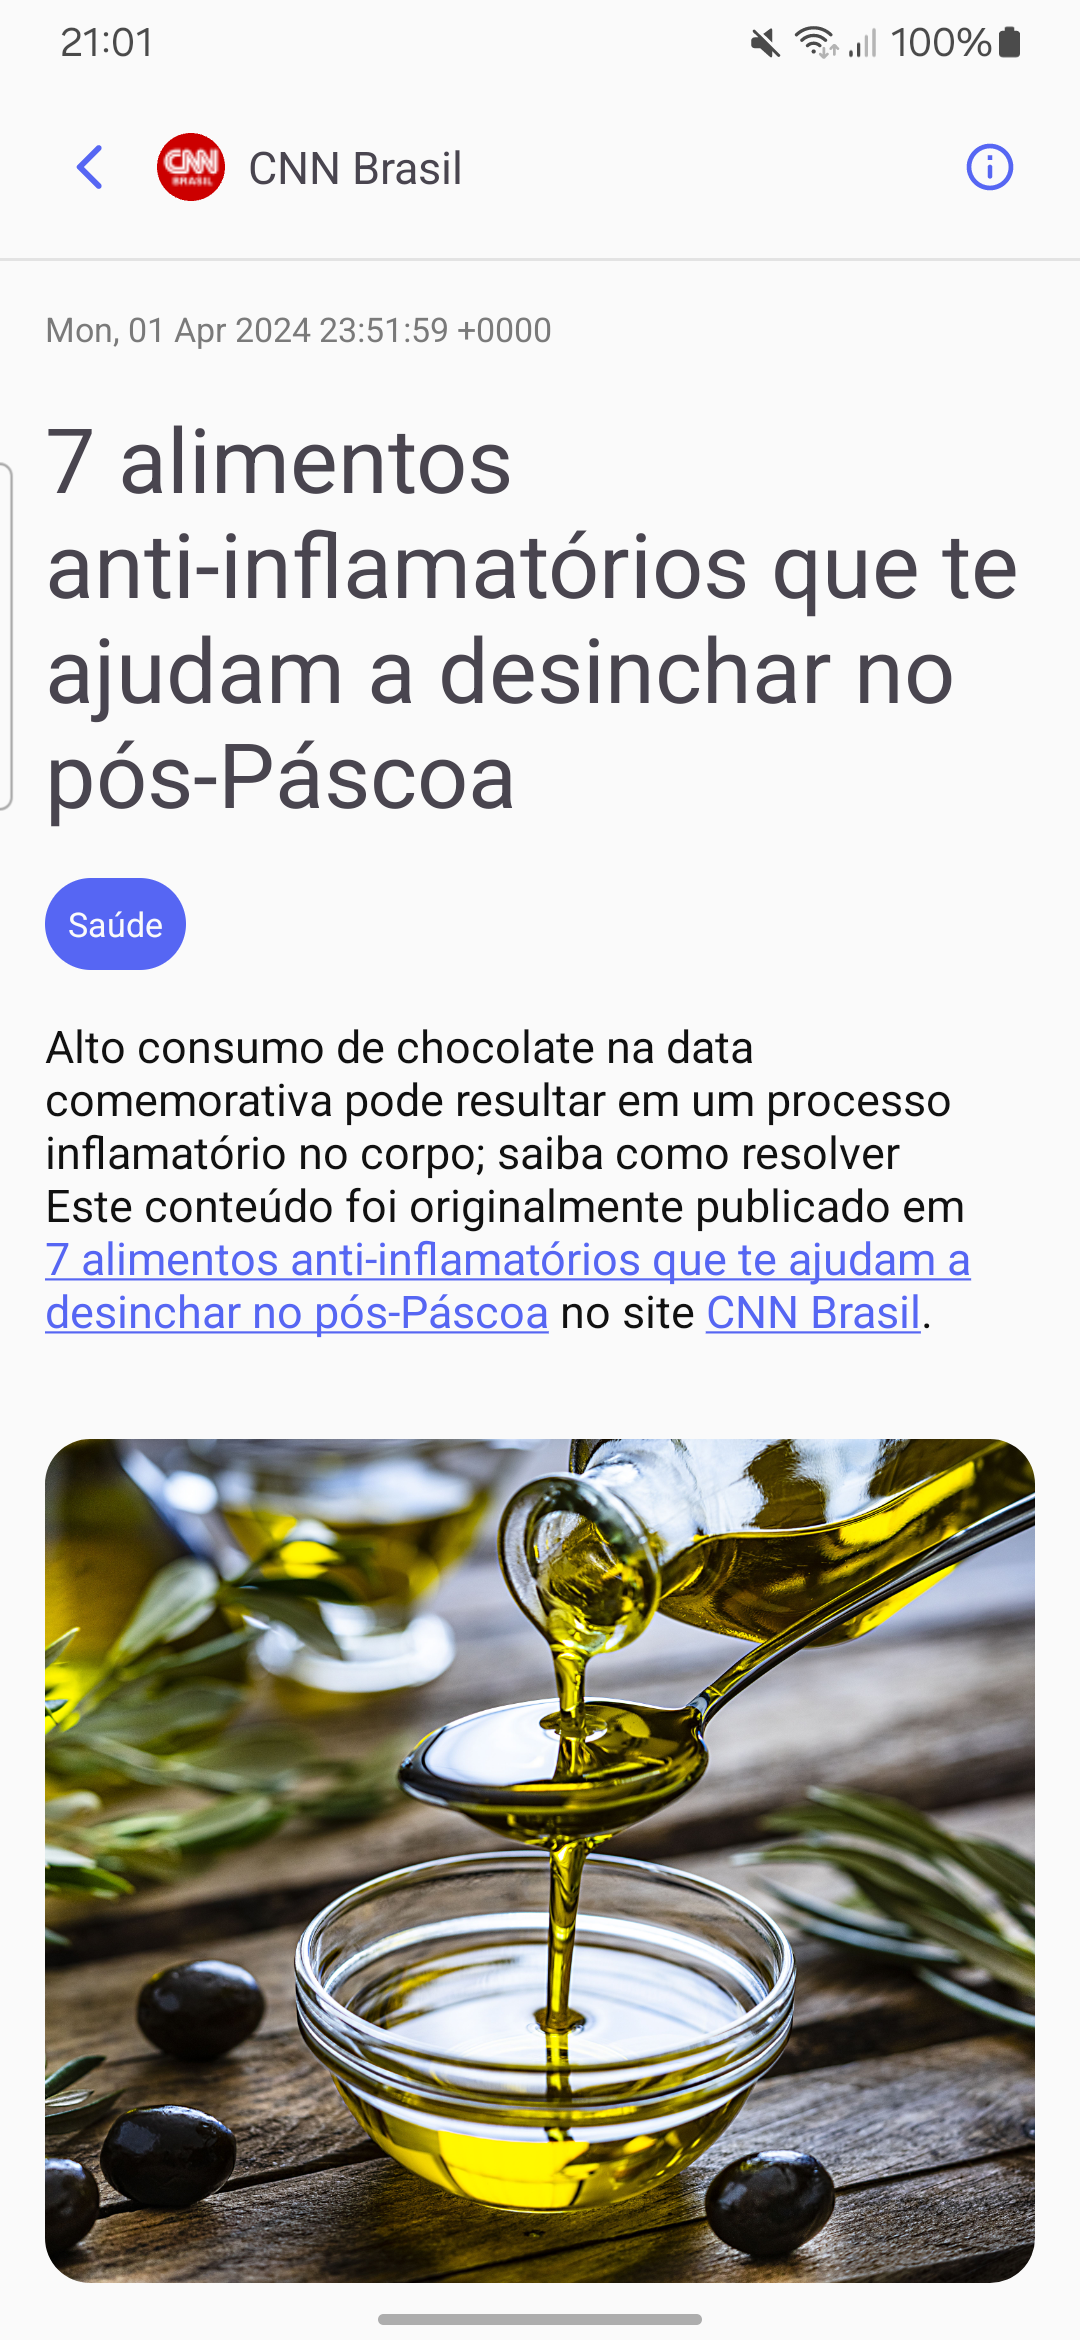 21:01
100%
CNN BRASIL
CNN Brasil
Mon, 01 Apr 2024 23:51:59 +0000
7 alimentos
anti-inflamatórios que te
ajudam a desinchar no
pós-Páscoa
Saúde
Alto consumo de chocolate na data
comemorativa pode resultar em um processo
inflamatório no corpo; saiba como resolver
Este conteúdo foi originalmente publicado em
7 alimentos anti-inflamatórios que te ajudam a
desinchar no pós-Páscoa no site CNN Brasil.